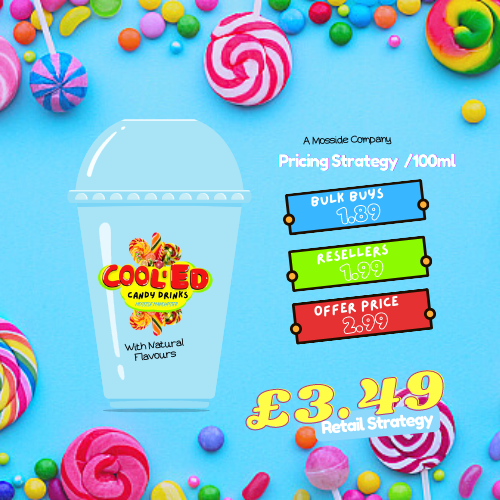 A Mosside Company
Pricing Strategy /100ml
BULK BUYS
1.89
RESELLERS
1.99
OFFER PRICE
2.99
COOL-ED
CANDY DRINKS
With Natural
Flavours
£3.49
Retail Strategy